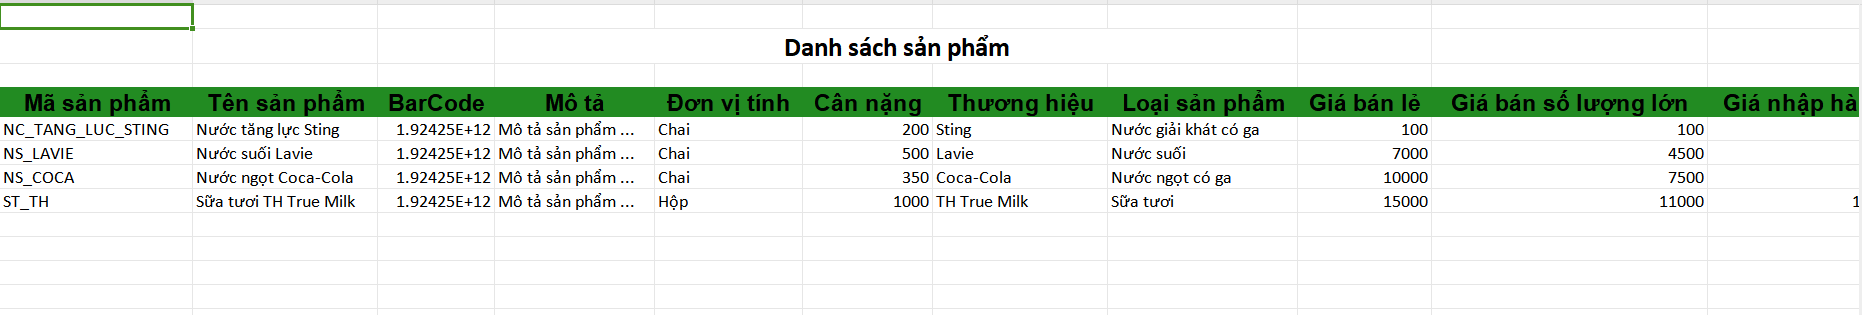 Danh sách sản phẩm
Mã sản phẩm Tên sản phẩm BarCode Mô tả Đơn vị tính Cân nặng Thương hiệu Loại sản phẩm Giá bán lẻ Giá bán số lượng lớn Giá nhập
NC_TANG_LUC_STING Nước tăng lực Sting 1.92425E+12 Mô tả sản phẩm ... Chai 200 Sting Nước giải khát có ga 100 100
NS_LAVIE Nước suối Lavie 1.92425E+12 Mô tả sản phẩm ... Chai 500 Lavie Nước suối 7000 4500
NS_COCA Nước ngọt Coca-Cola 1.92425E+12 Mô tả sản phẩm ... Chai 350 Coca-Cola Nước ngọt có ga 10000 7500
ST_TH Sữa tươi TH True Milk 1.92425E+12 Mô tả sản phẩm ... Hộp 1000 TH True Milk Sữa tươi 15000 11000